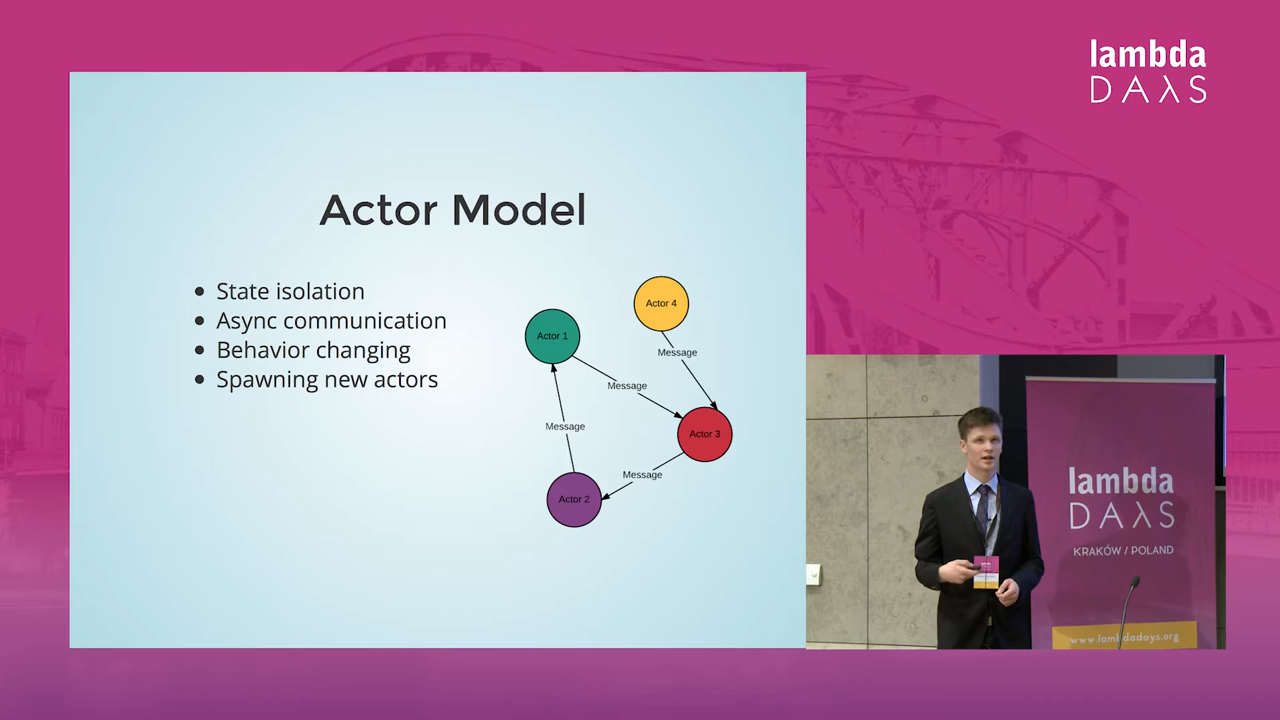 lambda
DAλS
Actor Model
State isolation
Async communication
Behavior changing
Spawning new actors
Actor 4
Actor 1
Message
Message
Message
Actor 3
Message
Actor 2
lambda
DAλS
KRAKÓW / POLAND
www.lambdadays.org